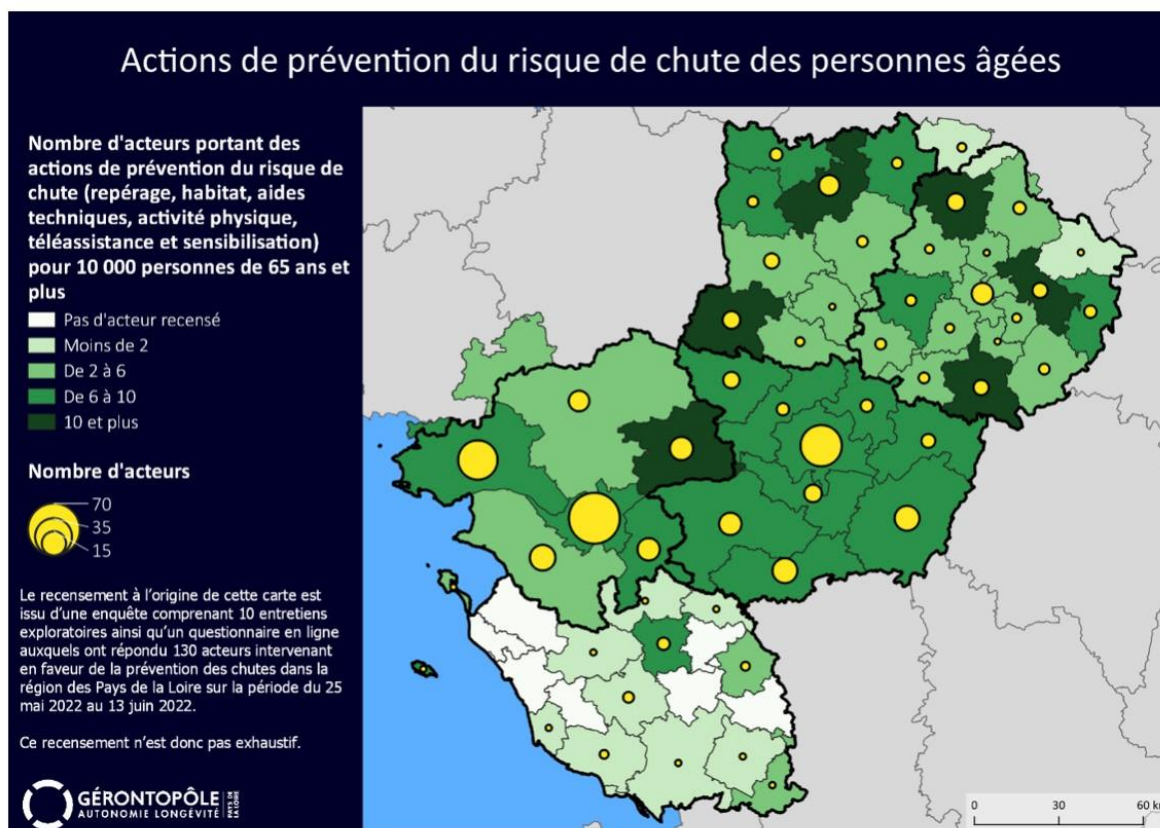 Actions de prévention du risque de chute des personnes âgées
Nombre d'acteurs portant des
actions de prévention du risque de
chute (repérage, habitat, aides
techniques, activité physique,
téléassistance et sensibilisation)
pour 10 000 personnes de 65 ans et
plus
Pas d'acteur recensé
Moins de 2
De 2 à 6
De 6 à 10
10 et plus
Nombre d'acteurs
70
35
15
Le recensement à l'origine de cette carte est
issu d'une enquête comprenant 10 entretiens
exploratoires ainsi qu'un questionnaire en ligne
auxquels ont répondu 130 acteurs intervenant
en faveur de la prévention des chutes dans la
région des Pays de la Loire sur la période du 25
mai 2022 au 13 juin 2022.
Ce recensement n'est donc pas exhaustif.
GÉRONTOPÔLE
AUTONOMIE LONGÉVITÉ
PAYS DE
LA LOIRE
0 30 60 km